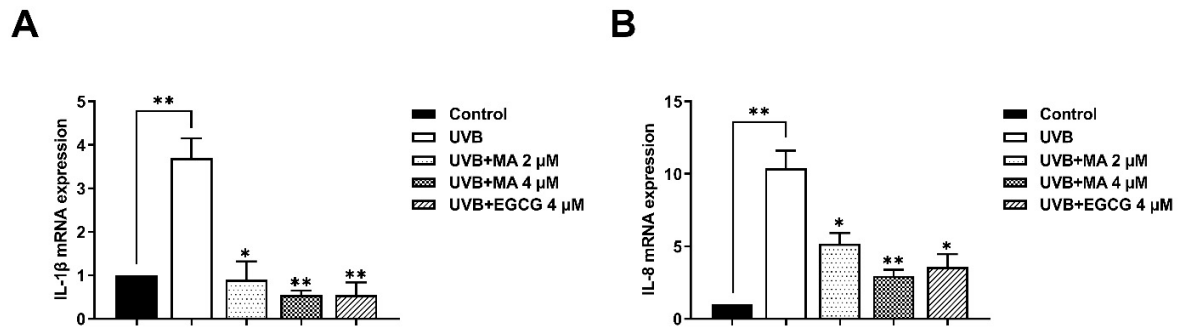 A
IL-1β mRNA expression
5
4
3
2
1
0
**
*
**
**
Control
UVB
UVB+MA 2 μM
UVB+MA 4 μM
UVB+EGCG 4 μM
B
IL-8 mRNA expression
15
10
5
0
**
*
**
*
Control
UVB
UVB+MA 2 μM
UVB+MA 4 μM
UVB+EGCG 4 μM